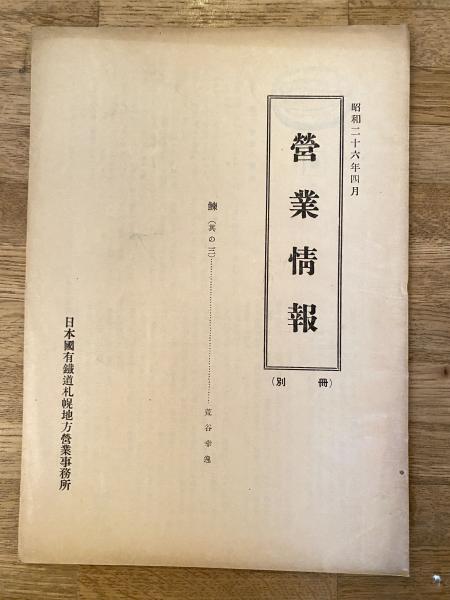 昭和二十六年四月
營業情報
（別冊）
鰊（其の三）……………………………荒谷幸逸
日本國有鐵道札幌地方營業事務所